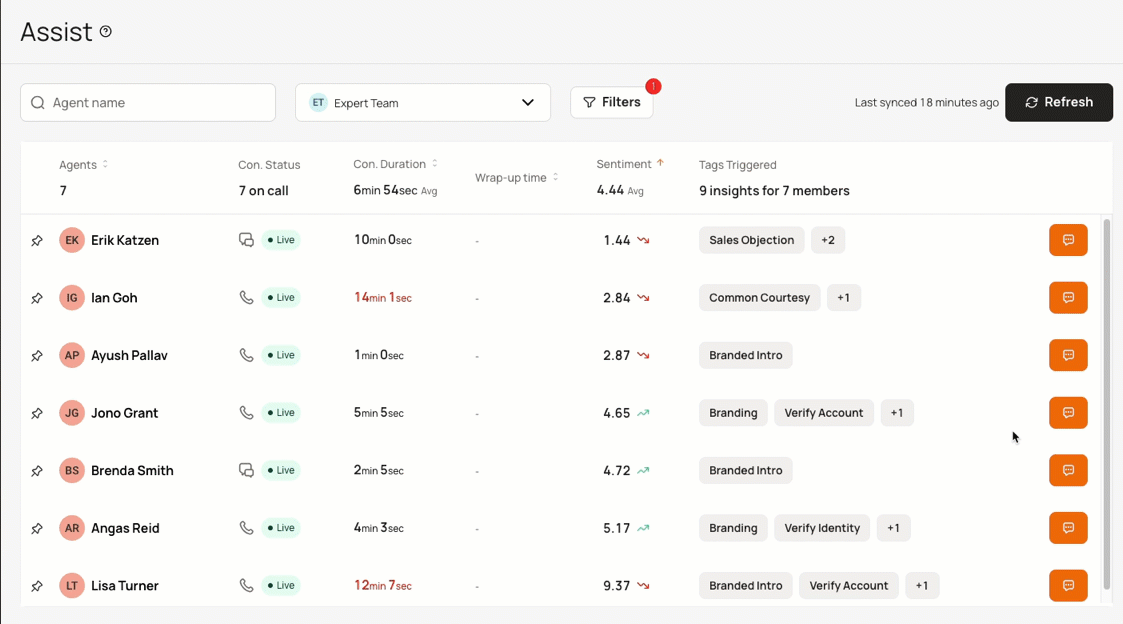 Assist ?
Agent name
ET Expert Team
Filters
!
Last synced 18 minutes ago
Refresh
Agents Con. Status Con. Duration Wrap-up time Sentiment Tags Triggered
7 7 on call 6min 54sec Avg 4.44 Avg 9 insights for 7 members
EK Erik Katzen Live 10min 0sec - 1.44 Sales Objection +2
IG Ian Goh Live 14min 1sec - 2.84 Common Courtesy +1
AP Ayush Pallav Live 1min 0sec - 2.87 Branded Intro
JG Jono Grant Live 5min 5sec - 4.65 Branding Verify Account +1
BS Brenda Smith Live 2min 5sec - 4.72 Branded Intro
AR Angas Reid Live 4min 3sec - 5.17 Branding Verify Identity +1
LT Lisa Turner Live 12min 7sec - 9.37 Branded Intro Verify Account +1